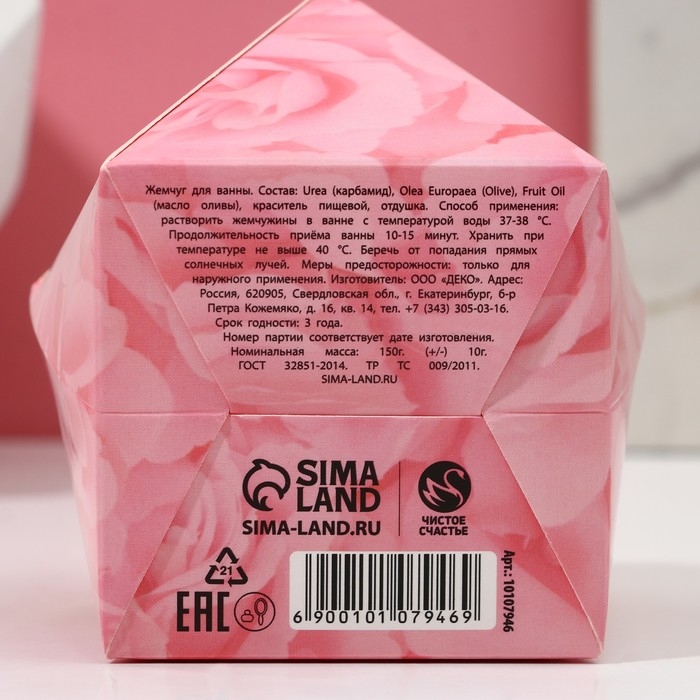 Жемчуг для ванны. Состав: Urea (карбамид), Olea Europaea (Olive), Fruit Oil
(масло оливы), краситель пищевой, отдушка. Способ применения:
растворить жемчужины в ванне с температурой воды 37-38 °С.
Продолжительность приёма ванны 10-15 минут. Хранить при
температуре не выше 40 °С. Беречь от попадания прямых
солнечных лучей. Меры предосторожности: только для
наружного применения. Изготовитель: ООО «ДЕКО». Адрес:
Россия, 620905, Свердловская обл., г. Екатеринбург, б-р
Петра Кожемяко, д. 16, кв. 14, тел. +7 (343) 305-03-16.
Срок годности: 3 года.
Номер партии соответствует дате изготовления.
Номинальная масса: 150г. (+/-) 10г.
ГОСТ 32851-2014. ТР ТС 009/2011.
SIMA-LAND.RU
SIMA
LAND
SIMA-LAND.RU
ЧИСТОЕ
СЧАСТЬЕ
21
EAC
6 900101 079469
Арт.: 10107946